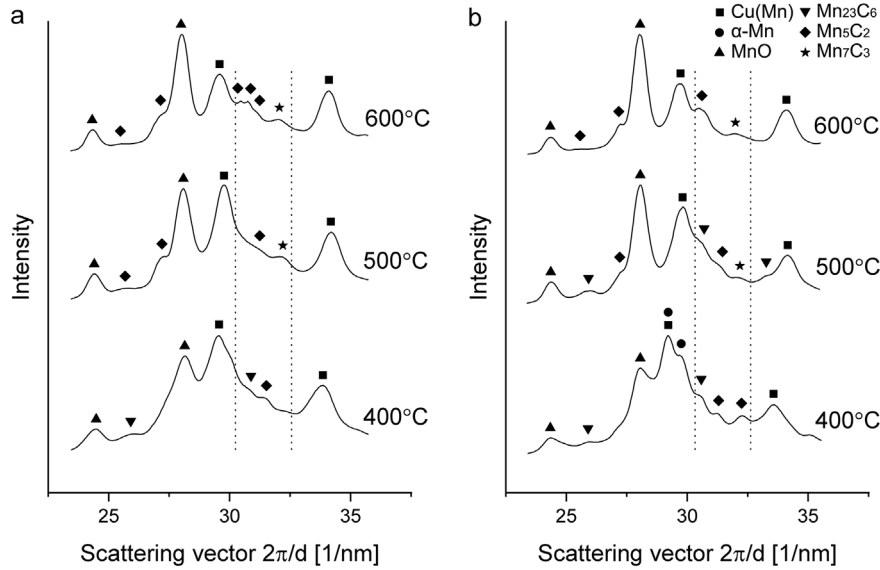 a
600°C
500°C
400°C
Intensity
25 30 35
Scattering vector 2π/d [1/nm]
b
Cu(Mn)
α-Mn
MnO
Mn23C6
Mn5C2
Mn7C3
600°C
500°C
400°C
Intensity
25 30 35
Scattering vector 2π/d [1/nm]